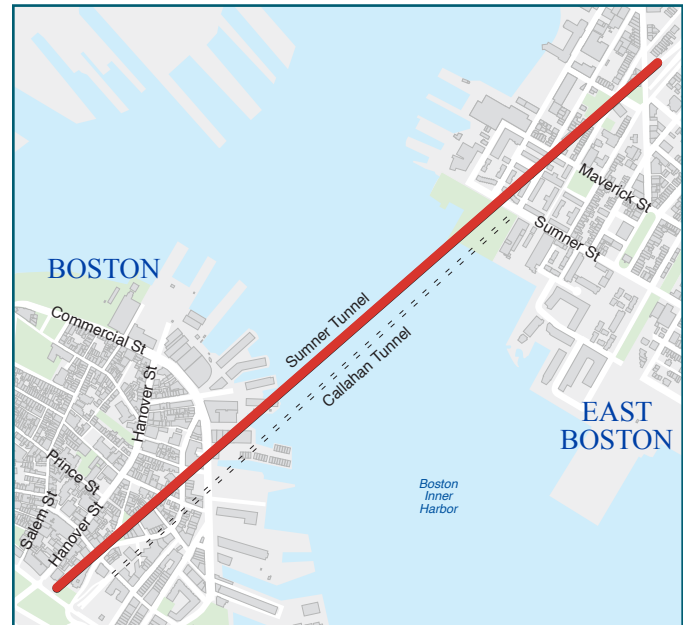 Maverick St
Sumner St
BOSTON
Commercial St
Sumner Tunnel
Callahan Tunnel
Hanover St
EAST
BOSTON
Prince St
Boston
Inner
Harbor
Salem St
Hanover St